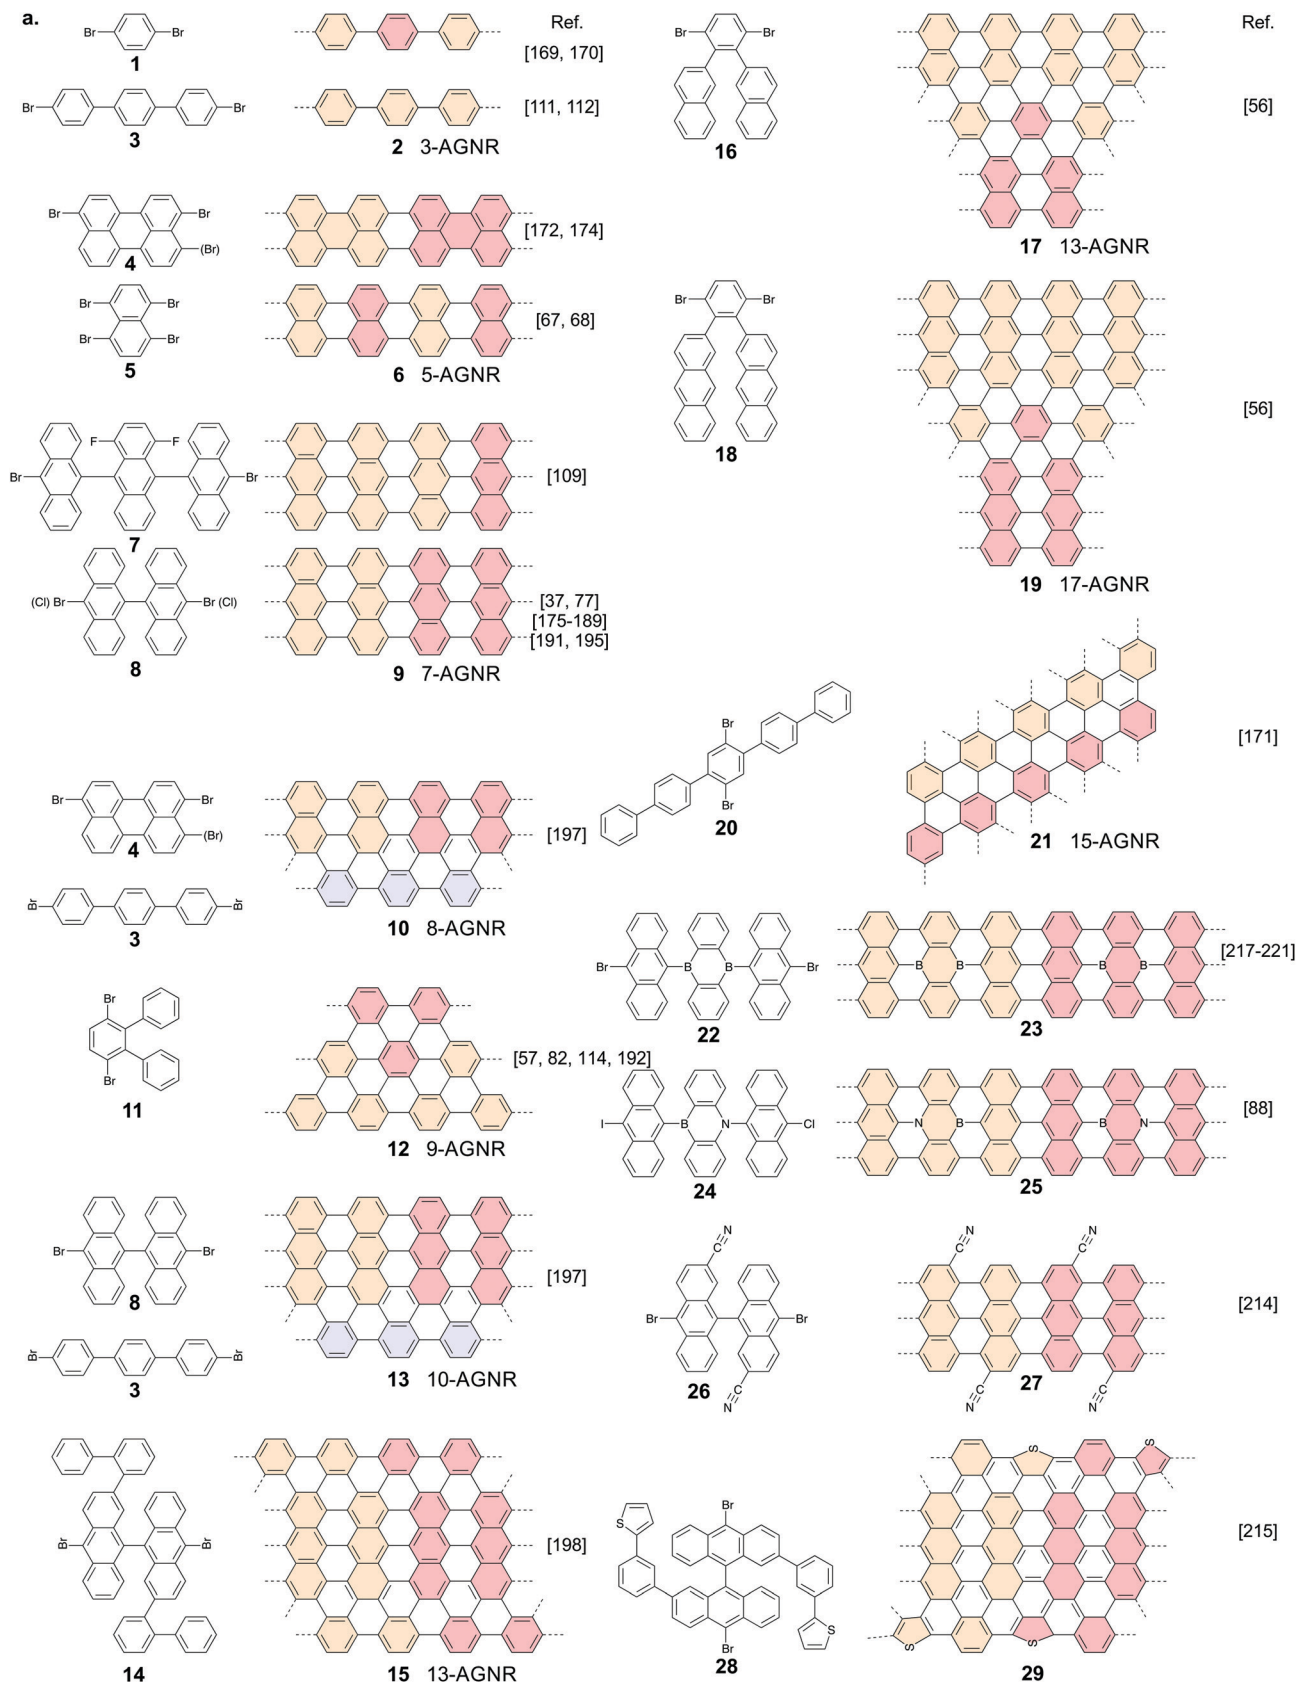 a.
Ref.
Br Br
1
[169, 170]
Br Br
3
2 3-AGNR
[111, 112]
Br Br
(Br)
4
[172, 174]
Br Br
Br Br
5
6 5-AGNR
[67, 68]
F F
Br Br
7
[109]
(Cl) Br Br (Cl)
8
9 7-AGNR
[37, 77]
[175-189]
[191, 195]
Br Br
(Br)
4
[197]
Br Br
3
10 8-AGNR
Br
Br
11
12 9-AGNR
[57, 82, 114, 192]
Br Br
8
[197]
Br Br
3
13 10-AGNR
Br Br
14
15 13-AGNR
[198]
Ref.
Br Br
16
17 13-AGNR
[56]
Br Br
18
19 17-AGNR
[56]
Br
Br
20
21 15-AGNR
[171]
Br B B Br
22
B B B B
23
[217-221]
I B N Cl
24
N B B N
25
[88]
C N
Br Br
C N
26
C N C N
C N C N
27
[214]
Br
S
S
Br
28
S S
S S
29
[215]